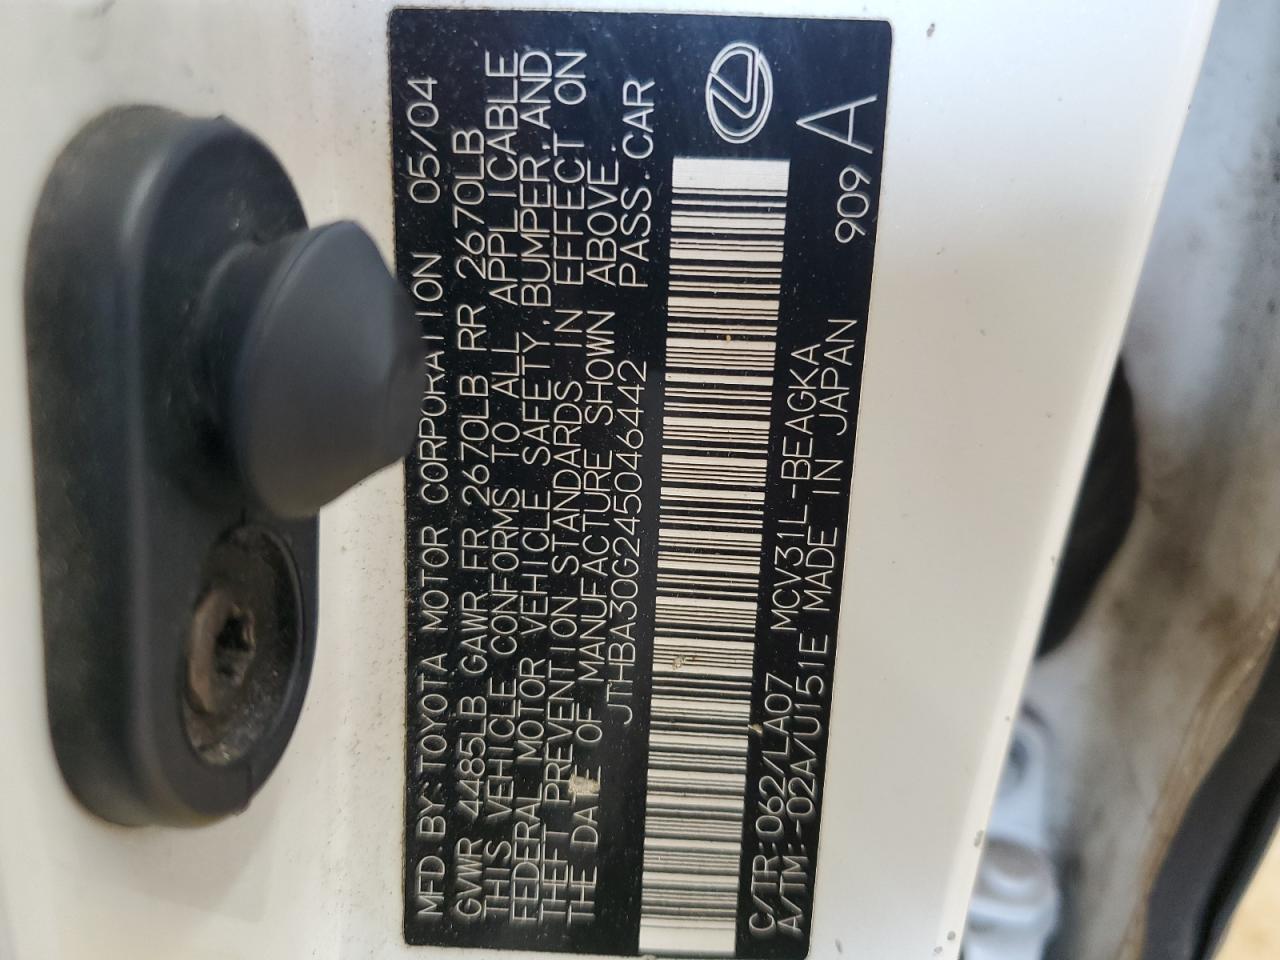 MFD BY: TOYOTA MOTOR CORPORATION 05/04
GVWR 4485LB GAWR FR 2670LB RR 2670LB
THIS VEHICLE CONFORMS TO ALL APPLICABLE
FEDERAL MOTOR VEHICLE SAFETY, BUMPER, AND
THEFT PREVENTION STANDARDS IN EFFECT ON
THE DATE OF MANUFACTURE SHOWN ABOVE.
JTHBA30G245046442 PASS. CAR
C/TR: 062/LA07 MCV31L-BEAGKA
A/TM: -02A/U151E MADE IN JAPAN 909 A